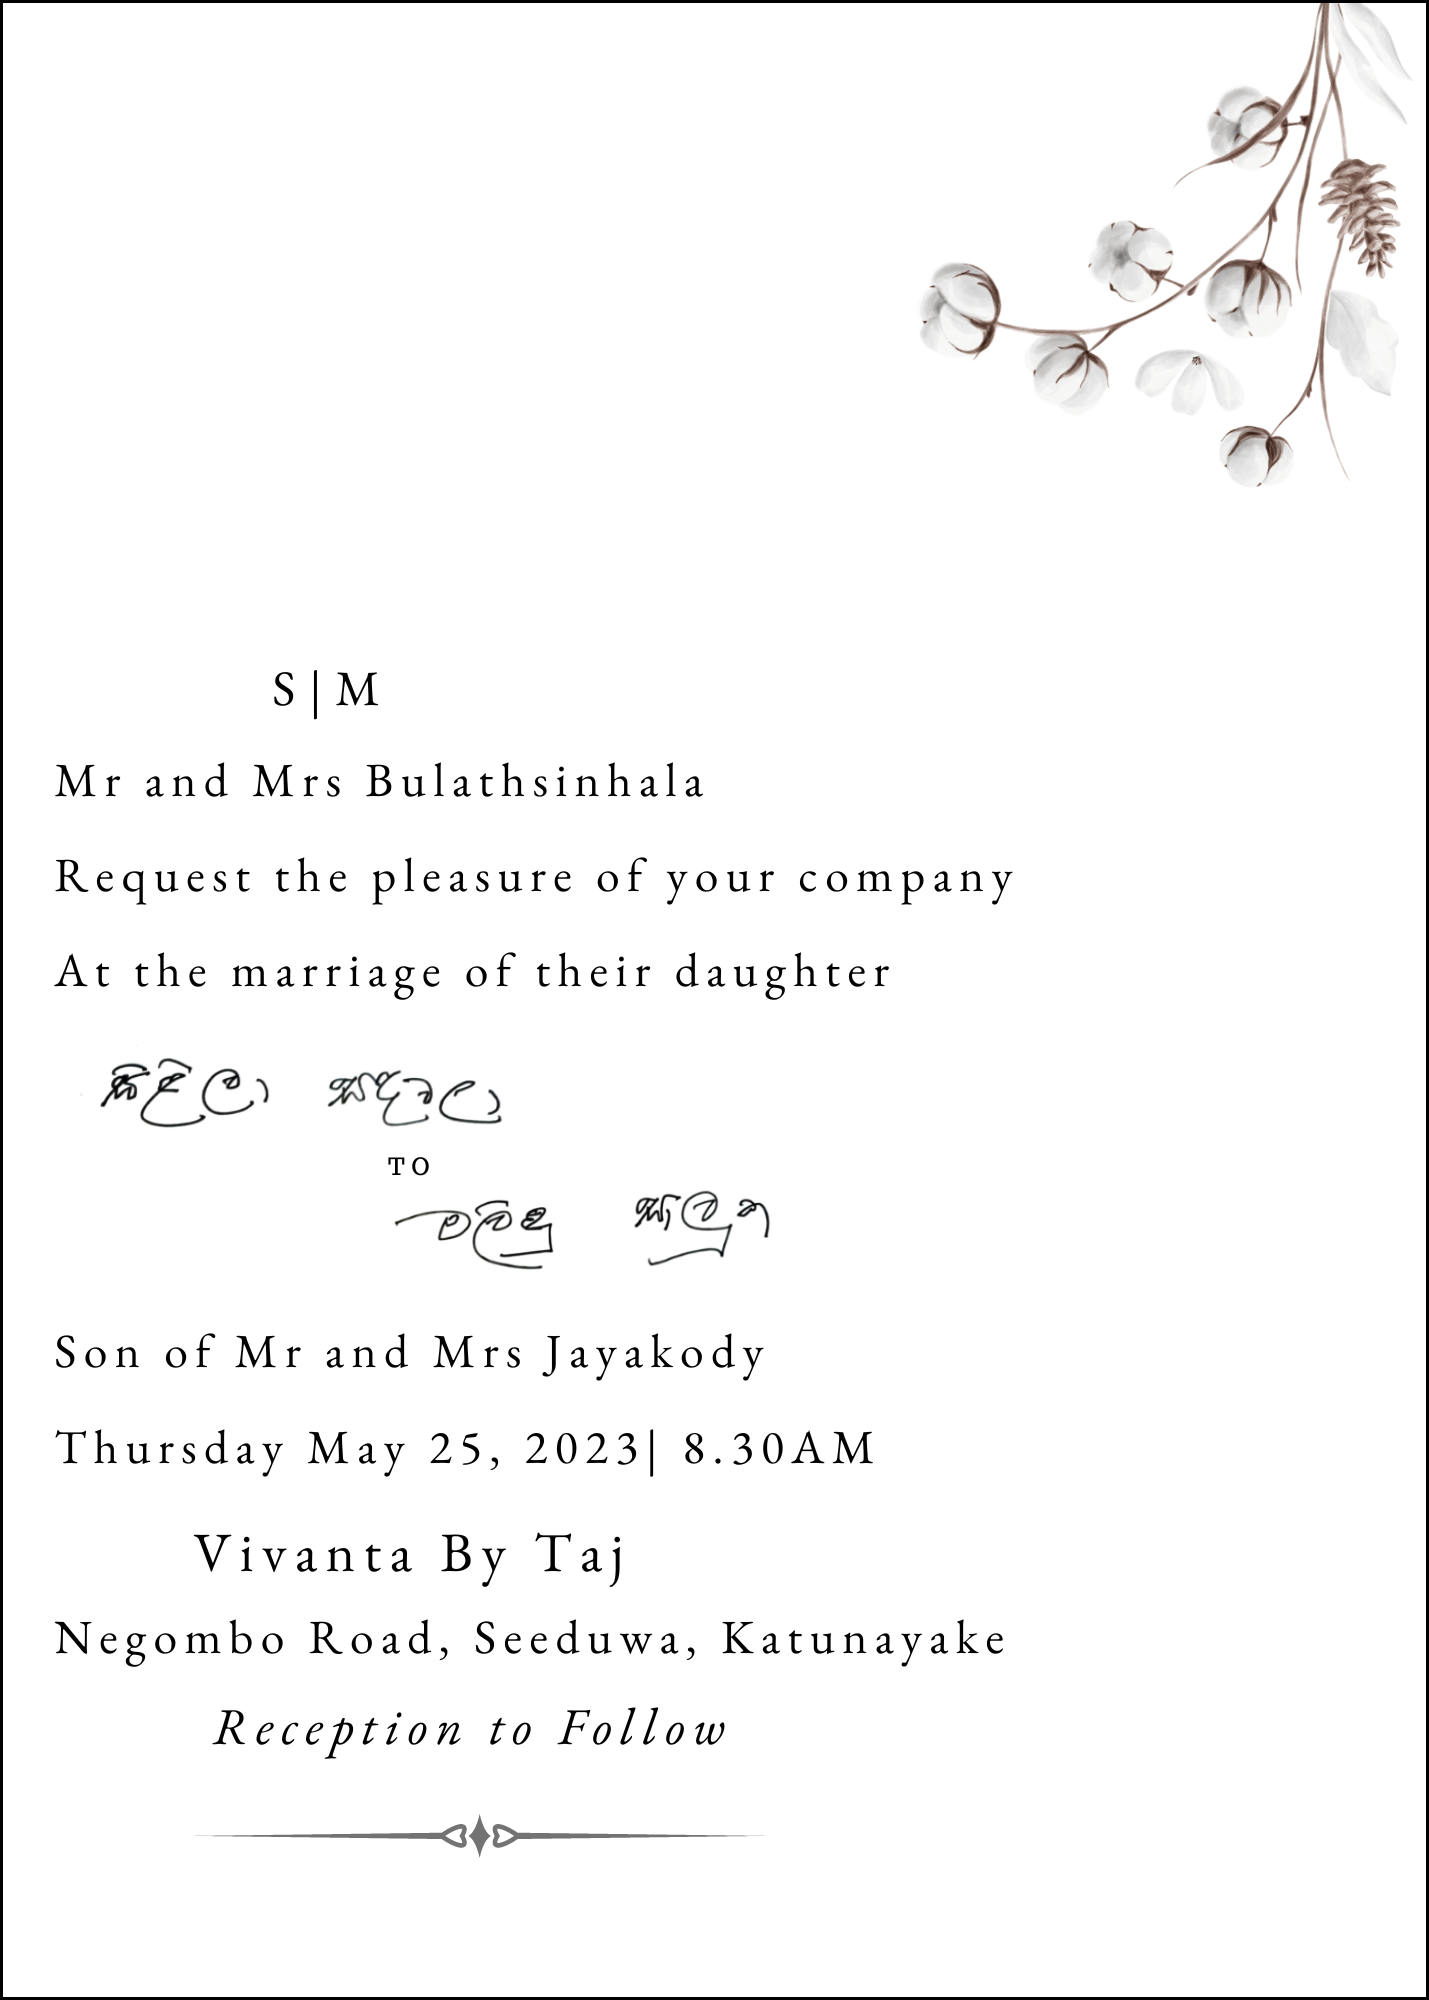 S | M
Mr and Mrs Bulathsinhala
Request the pleasure of your company
At the marriage of their daughter
TO
Son of Mr and Mrs Jayakody
Thursday May 25, 2023| 8.30AM
Vivanta By Taj
Negombo Road, Seeduwa, Katunayake
Reception to Follow